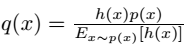 q(x) = \frac{h(x)p(x)}{E_{x \sim p(x)}[h(x)]}